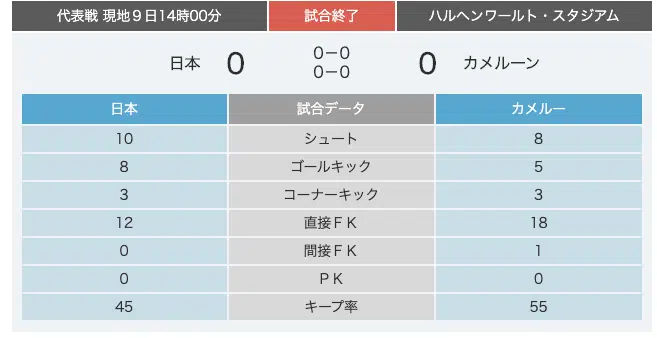 代表戦 現地９日14時00分 試合終了 ハルヘンワールト・スタジアム
日本 0 0－0 0 カメルーン
0－0
日本 試合データ カメルー
10 シュート 8
8 ゴールキック 5
3 コーナーキック 3
12 直接ＦＫ 18
0 間接ＦＫ 1
0 ＰＫ 0
45 キープ率 55